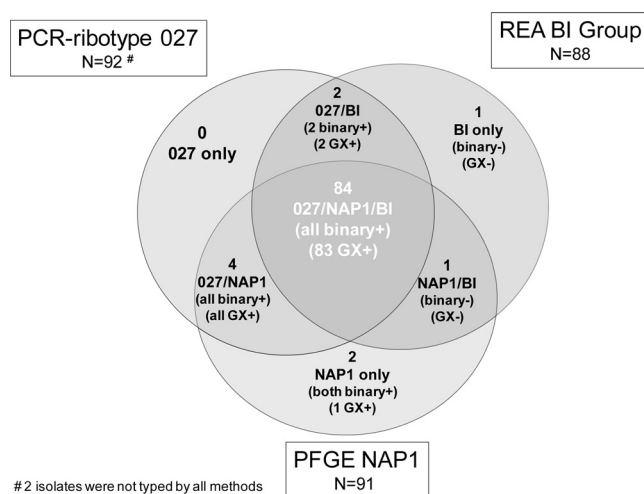 PCR-ribotype 027
N=92 #
REA BI Group
N=88
2
027/BI
(2 binary+)
(2 GX+)
1
BI only
(binary-)
(GX-)
0
027 only
84
027/NAP1/BI
(all binary+)
(83 GX+)
4
027/NAP1
(all binary+)
(all GX+)
1
NAP1/BI
(binary-)
(GX-)
2
NAP1 only
(both binary+)
(1 GX+)
PFGE NAP1
N=91
# 2 isolates were not typed by all methods